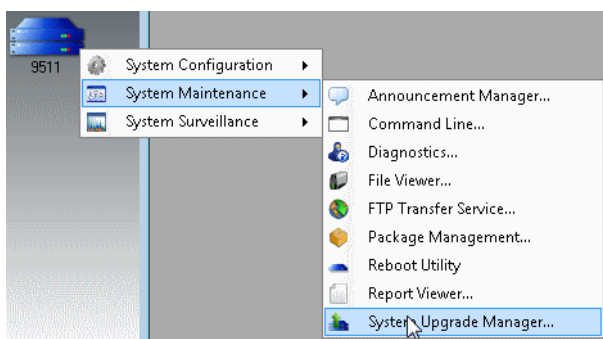 9511
System Configuration
System Maintenance
System Surveillance
Announcement Manager...
Command Line...
Diagnostics...
File Viewer...
FTP Transfer Service...
Package Management...
Reboot Utility
Report Viewer...
System Upgrade Manager...